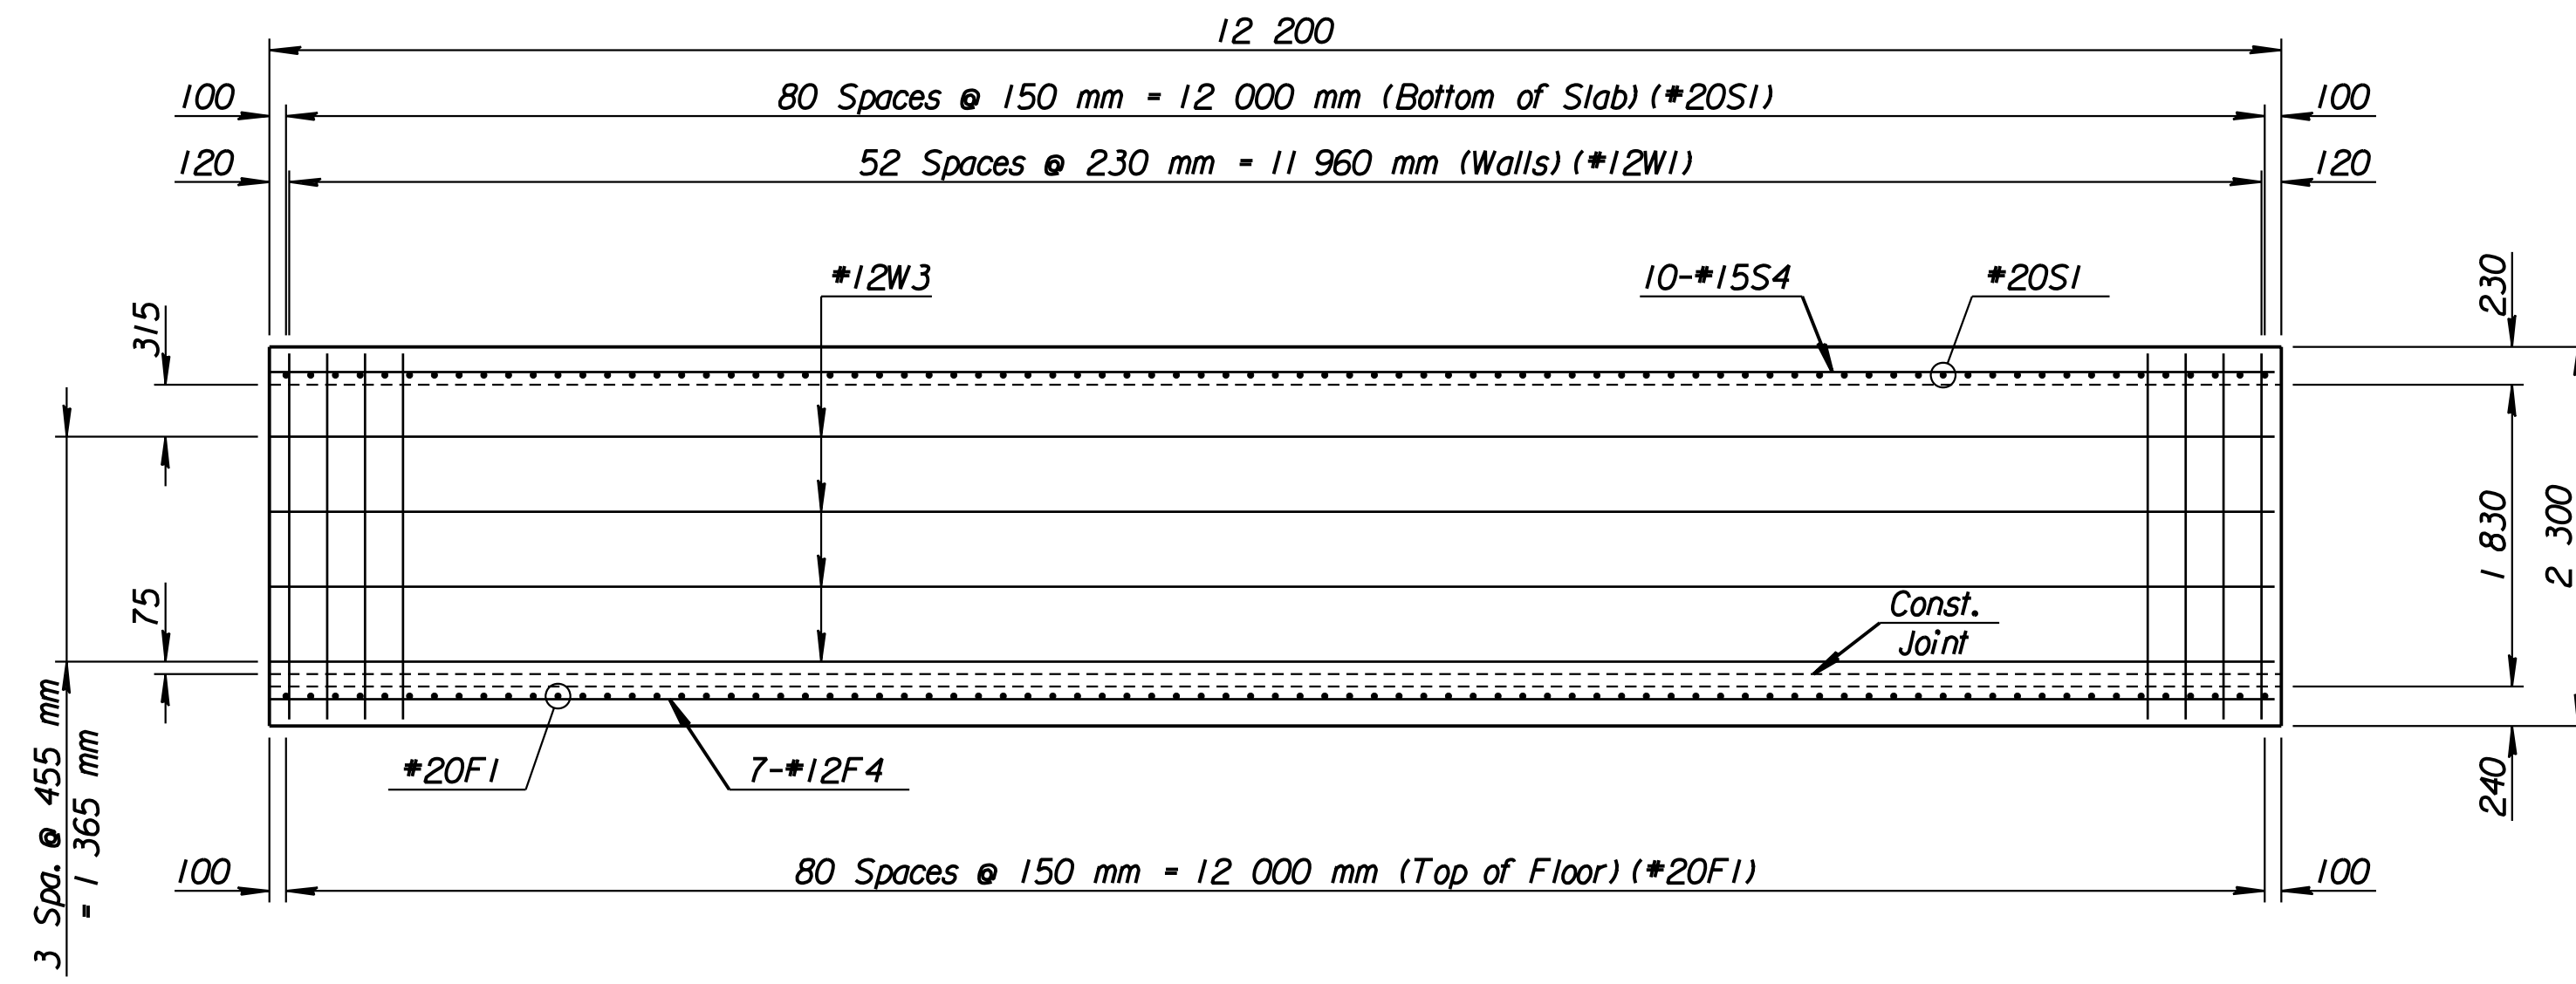 12 200
100
80 Spaces @ 150 mm = 12 000 mm (Bottom of Slab) (#20S1)
100
120
52 Spaces @ 230 mm = 11 960 mm (Walls) (#12W1)
120
#12W3
10-#15S4
#20S1
230
315
1 830
2 300
75
Const.
Joint
#20F1
7-#12F4
240
3 Spa. @ 455 mm
= 1 365 mm
100
80 Spaces @ 150 mm = 12 000 mm (Top of Floor) (#20F1)
100